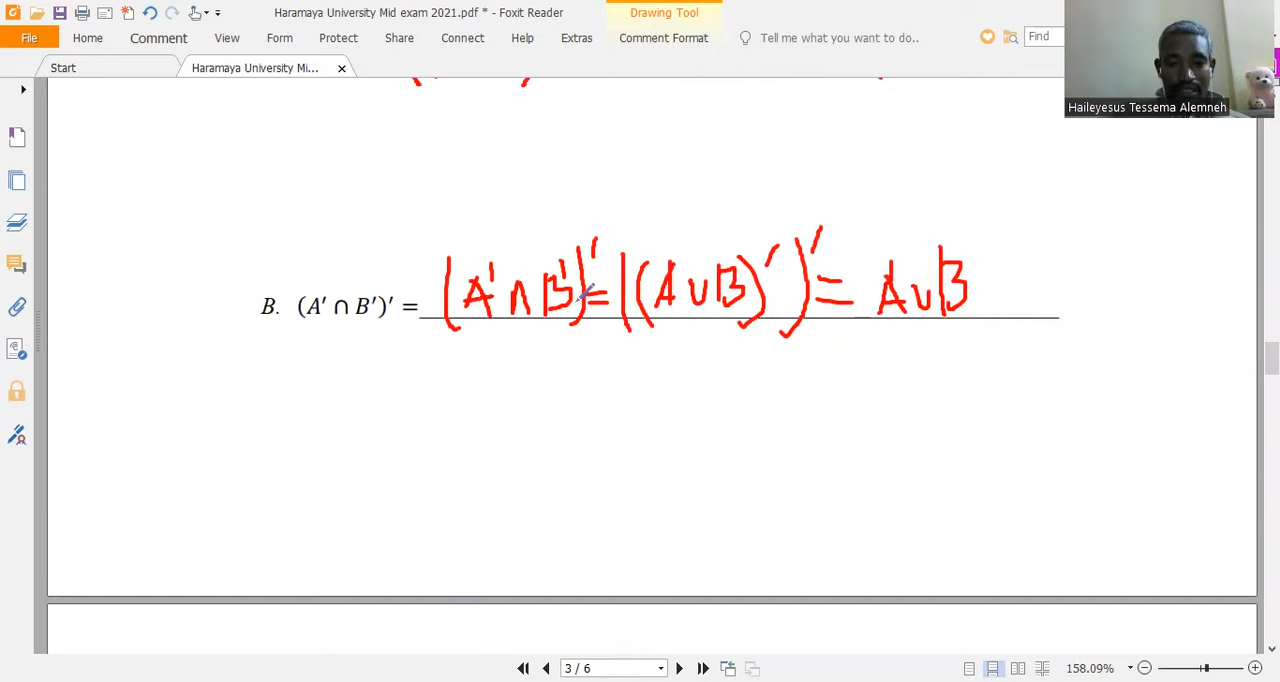 Haramaya University Mid exam 2021.pdf * - Foxit Reader
Drawing Tool
File Home Comment View Form Protect Share Connect Help Extras Comment Format Tell me what you want to do.. Find
Start Haramaya University Mi...
Haileyesus Tessema Alemneh
(A' ∩ B')' = ((A ∪ B)')' = A ∪ B
B. (A′ ∩ B′)′ =
3 / 6
158.09%